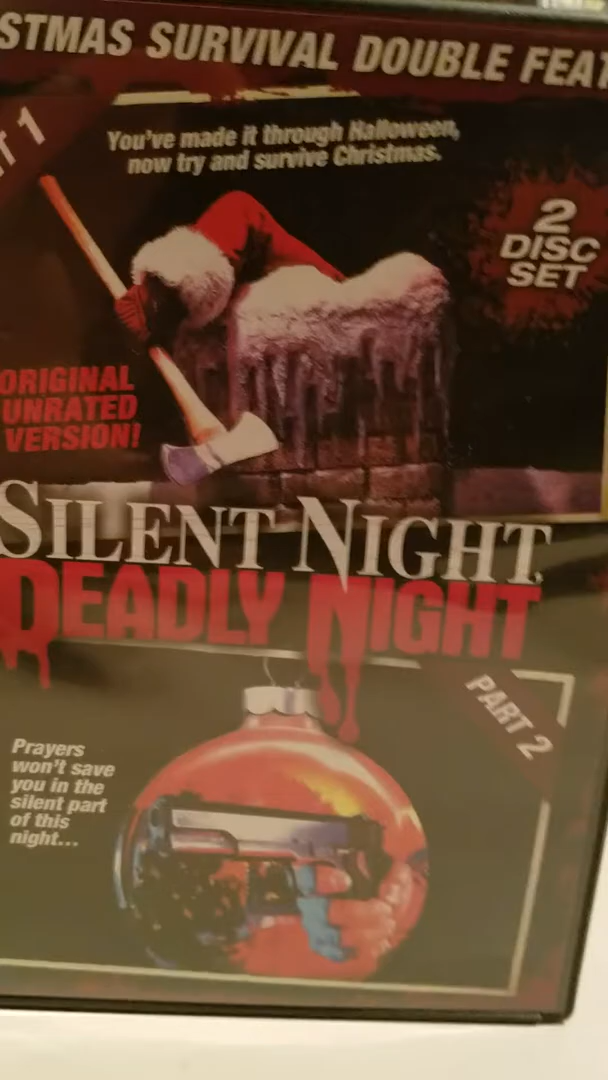 STMAS SURVIVAL DOUBLE FEAT
T 1
You've made it through Halloween,
now try and survive Christmas.
2
DISC
SET
ORIGINAL
UNRATED
VERSION!
SILENT NIGHT,
DEADLY NIGHT
PART 2
Prayers
won't save
you in the
silent part
of this
night...